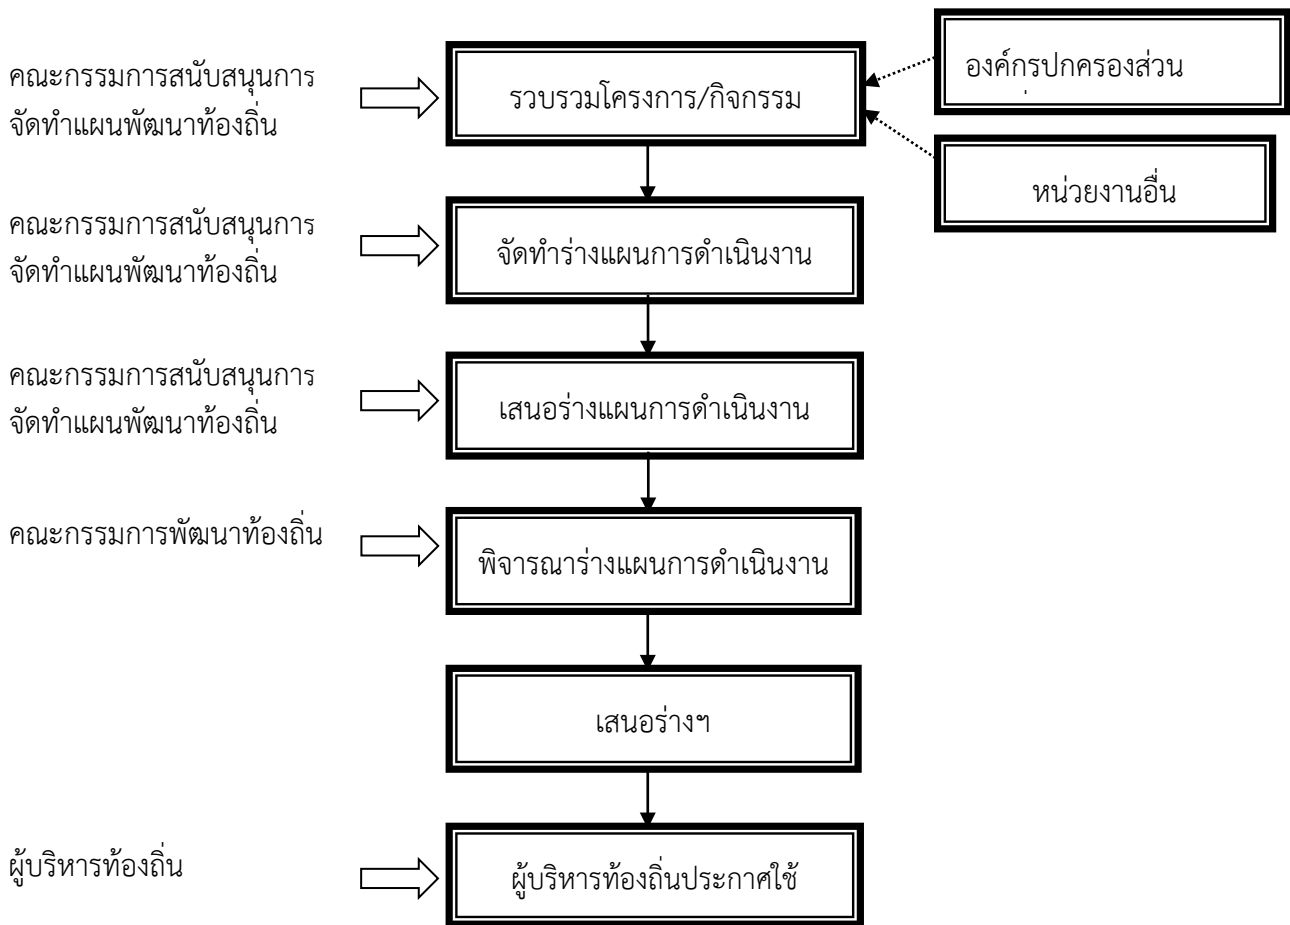 คณะกรรมการสนับสนุนการ
จัดทำแผนพัฒนาท้องถิ่น
รวบรวมโครงการ/กิจกรรม
องค์กรปกครองส่วน
หน่วยงานอื่น
คณะกรรมการสนับสนุนการ
จัดทำแผนพัฒนาท้องถิ่น
จัดทำร่างแผนการดำเนินงาน
คณะกรรมการสนับสนุนการ
จัดทำแผนพัฒนาท้องถิ่น
เสนอร่างแผนการดำเนินงาน
คณะกรรมการพัฒนาท้องถิ่น
พิจารณาร่างแผนการดำเนินงาน
เสนอร่างฯ
ผู้บริหารท้องถิ่น
ผู้บริหารท้องถิ่นประกาศใช้